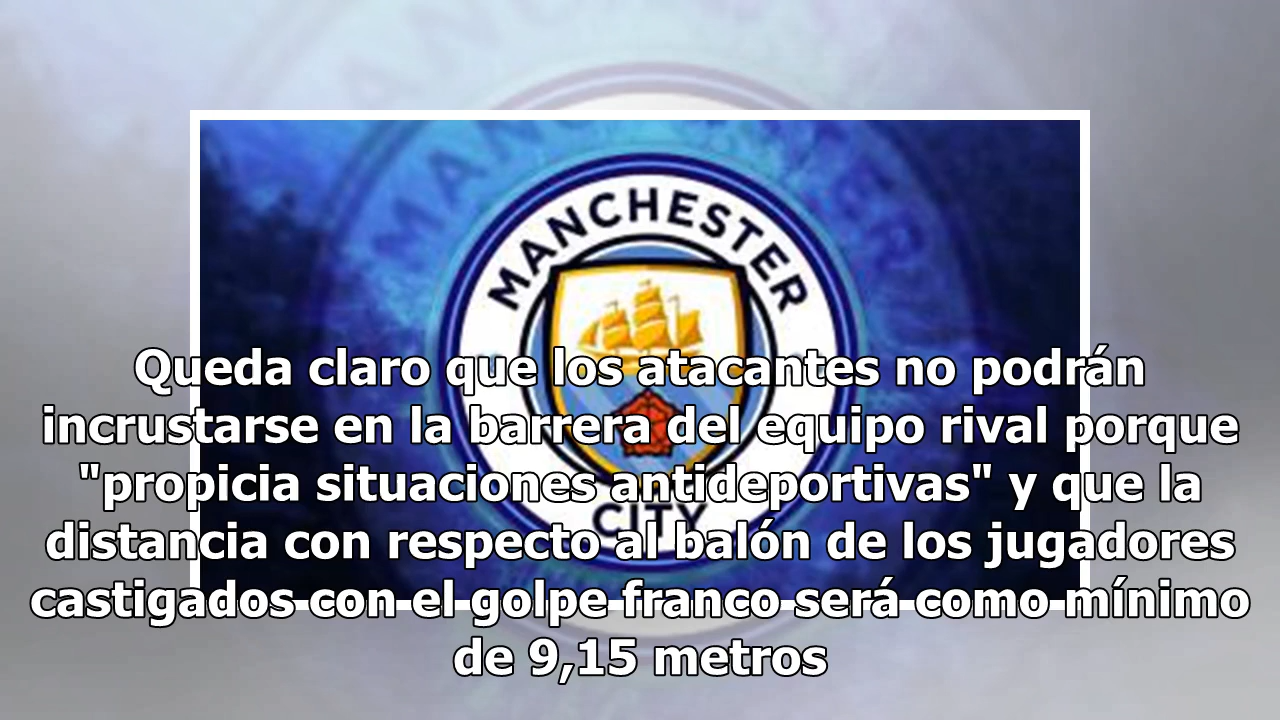 MANCHESTER
Queda claro que los atacantes no podrán
incrustarse en la barrera del equipo rival porque
"propicia situaciones antideportivas" y que la
CITY
distancia con respecto al balón de los jugadores
castigados con el golpe franco será como mínimo
de 9,15 metros